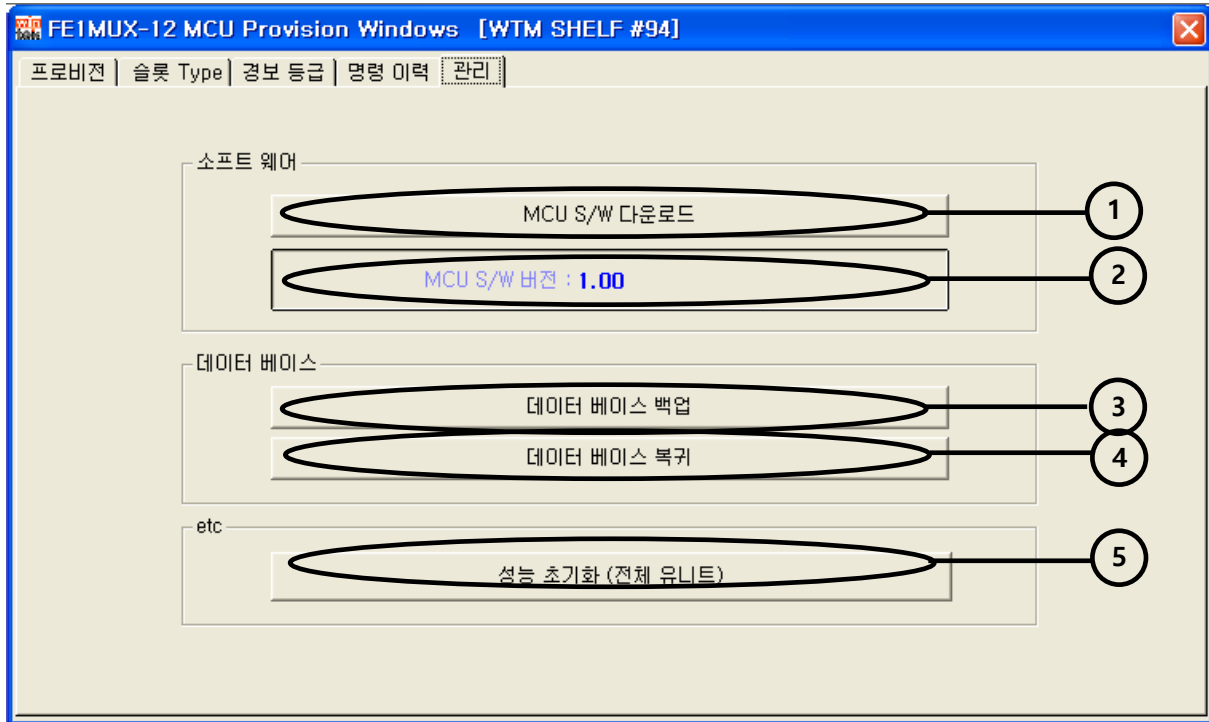 FE1MUX-12 MCU Provision Windows [WTM SHELF #94]
프로비전 슬롯 Type 경보 등급 명령 이력 관리
소프트 웨어
MCU S/W 다운로드
1
MCU S/W 버전 : 1.00
2
데이터 베이스
데이터 베이스 백업
3
데이터 베이스 복귀
4
etc
성능 초기화 (전체 유니트)
5